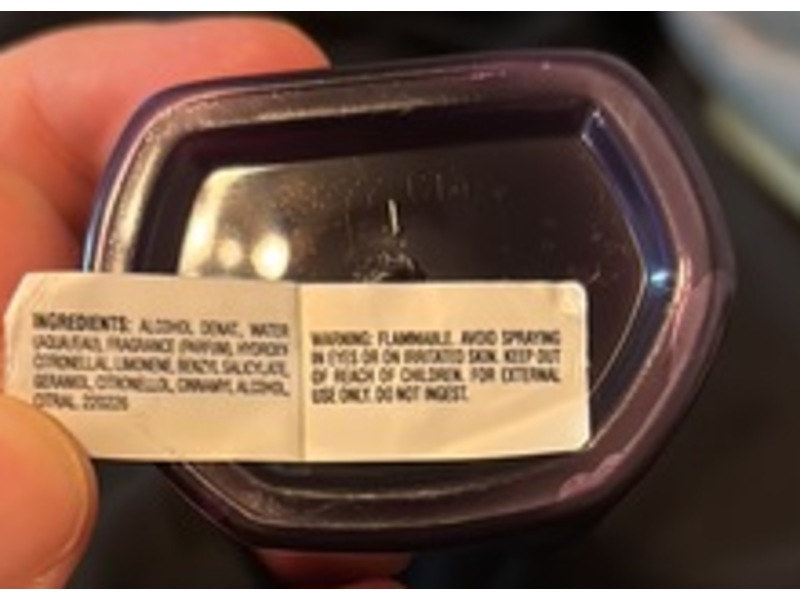 INGREDIENTS: ALCOHOL DENAT., WATER
(AQUA/EAU), FRAGRANCE (PARFUM), HYDROXY
CITRONELLAL, LIMONENE, BENZYL SALICYLATE,
GERANIOL, CITRONELLOL, CINNAMYL ALCOHOL,
CITRAL.
WARNING: FLAMMABLE. AVOID SPRAYING
IN EYES OR ON IRRITATED SKIN. KEEP OUT
OF REACH OF CHILDREN. FOR EXTERNAL
USE ONLY. DO NOT INGEST.